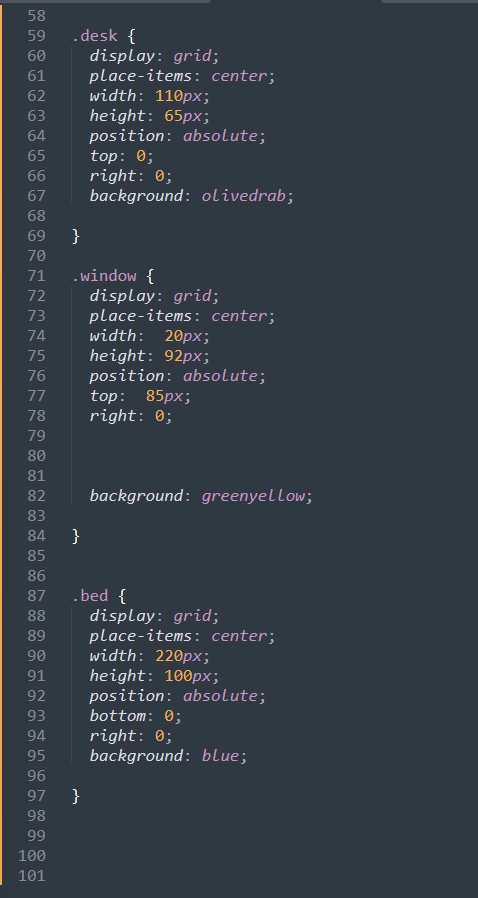 58
59 .desk {
60 display: grid;
61 place-items: center;
62 width: 110px;
63 height: 65px;
64 position: absolute;
65 top: 0;
66 right: 0;
67 background: olivedrab;
68
69 }
70
71 .window {
72 display: grid;
73 place-items: center;
74 width:  20px;
75 height: 92px;
76 position: absolute;
77 top:  85px;
78 right: 0;
79
80
81
82 background: greenyellow;
83
84 }
85
86
87 .bed {
88 display: grid;
89 place-items: center;
90 width: 220px;
91 height: 100px;
92 position: absolute;
93 bottom: 0;
94 right: 0;
95 background: blue;
96
97 }
98
99
100
101